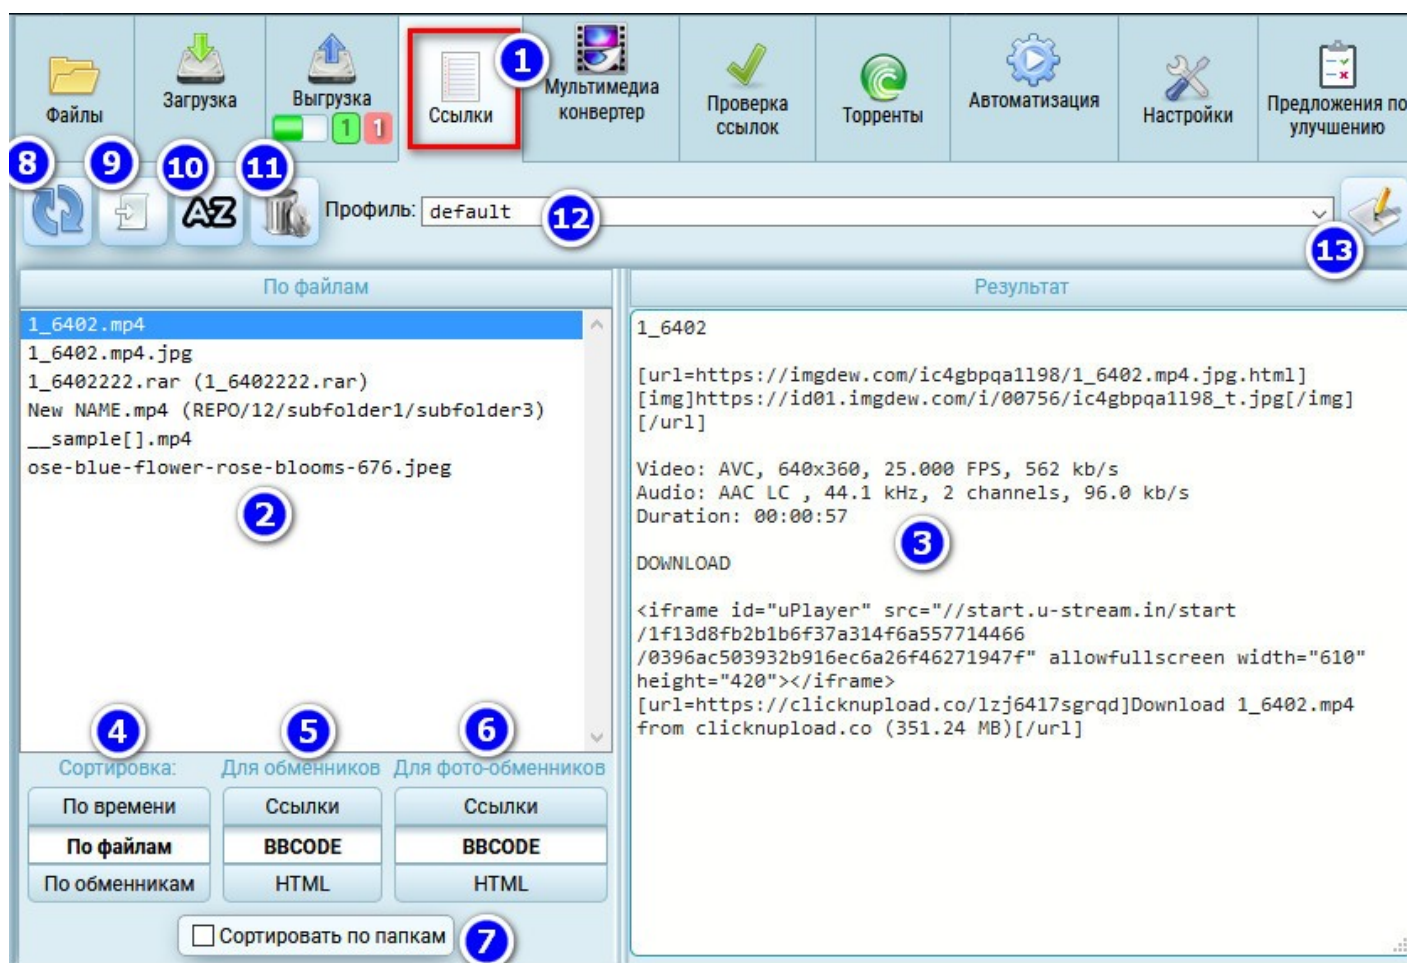 Файлы
Загрузка
Выгрузка
1 1
Ссылки
1
Мультимедиа
конвертер
Проверка
ссылок
Торренты
Автоматизация
Настройки
Предложения по
улучшению
8 9 10 11
A-Z
Профиль: default
12
13
По файлам
1_6402.mp4
1_6402.mp4.jpg
1_6402222.rar (1_6402222.rar)
New NAME.mp4 (REPO/12/subfolder1/subfolder3)
__sample[].mp4
ose-blue-flower-rose-blooms-676.jpeg
2
Результат
1_6402
[url=https://imgdew.com/ic4gbpqa1l98/1_6402.mp4.jpg.html]
[img]https://id01.imgdew.com/i/00756/ic4gbpqa1l98_t.jpg[/img]
[/url]
Video: AVC, 640x360, 25.000 FPS, 562 kb/s
Audio: AAC LC , 44.1 kHz, 2 channels, 96.0 kb/s
Duration: 00:00:57
3
DOWNLOAD
<iframe id="uPlayer" src="//start.u-stream.in/start
/1f13d8fb2b1b6f37a314f6a557714466
/0396ac503932b916ec6a26f46271947f" allowfullscreen width="610"
height="420"></iframe>
[url=https://clicknupload.co/lzj6417sgrqd]Download 1_6402.mp4
from clicknupload.co (351.24 MB)[/url]
4 5 6
Сортировка: Для обменников Для фото-обменников
По времени Ссылки Ссылки
По файлам BBCODE BBCODE
По обменникам HTML HTML
Сортировать по папкам
7